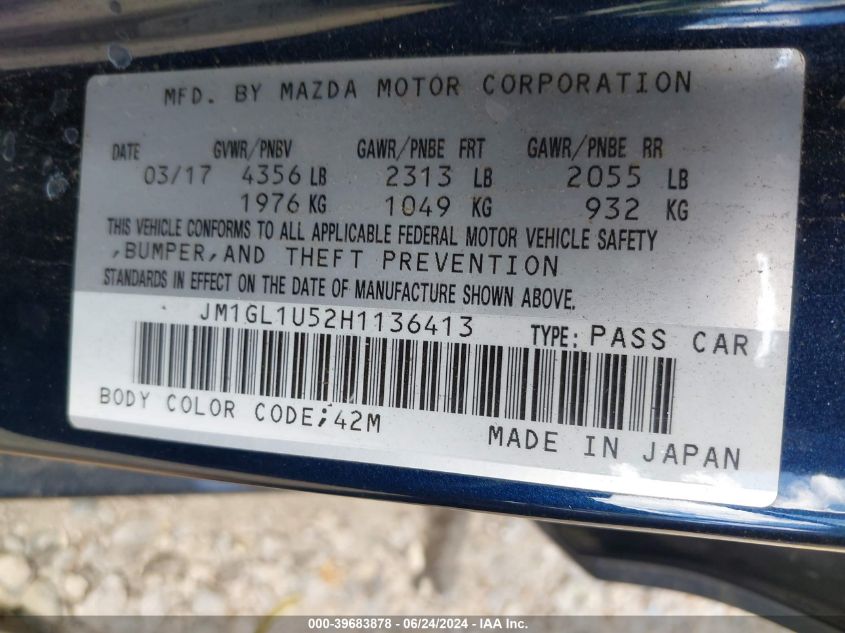 MFD. BY MAZDA MOTOR CORPORATION
DATE GVWR/PNBV GAWR/PNBE FRT GAWR/PNBE RR
03/17 4356 LB 2313 LB 2055 LB
1976 KG 1049 KG 932 KG
THIS VEHICLE CONFORMS TO ALL APPLICABLE FEDERAL MOTOR VEHICLE SAFETY
,BUMPER,AND THEFT PREVENTION
STANDARDS IN EFFECT ON THE DATE OF MANUFACTURE SHOWN ABOVE.
JM1GL1U52H1136413 TYPE: PASS CAR
BODY COLOR CODE;42M
MADE IN JAPAN
000-39683878 - 06/24/2024 - IAA Inc.